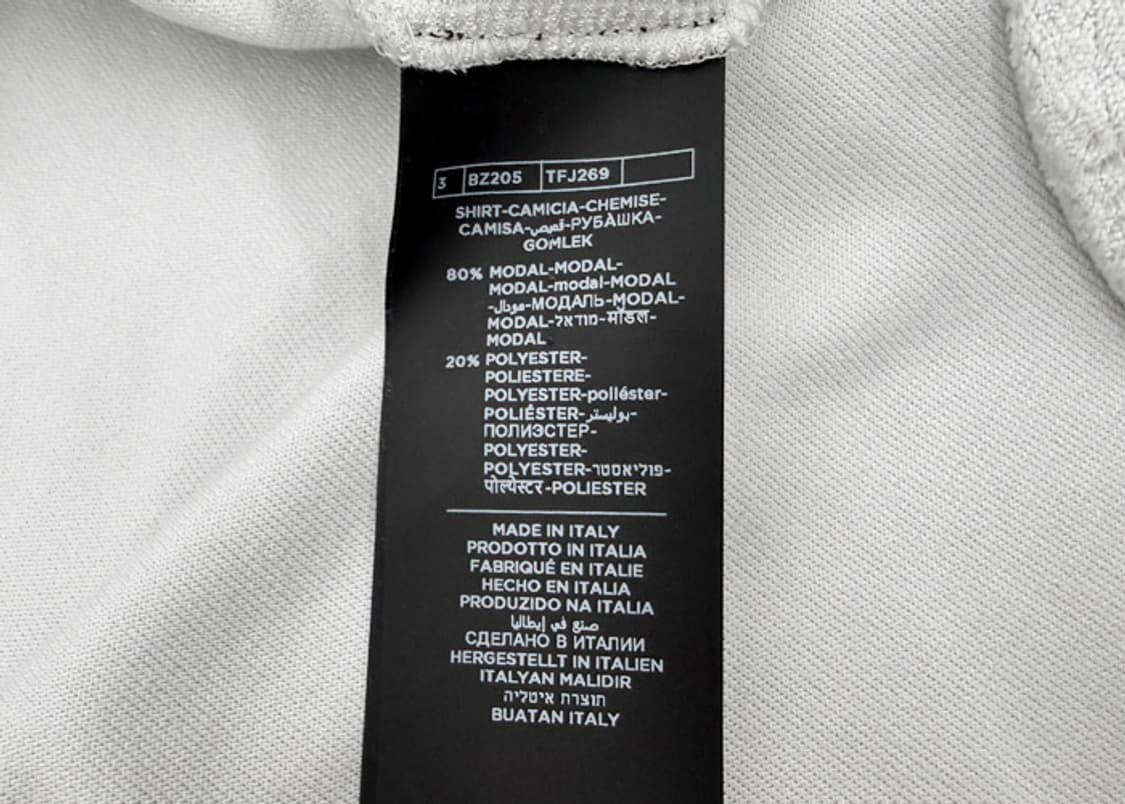 3 BZ205 TFJ269
SHIRT-CAMICIA-CHEMISE-
CAMISA-قميص-РУБАШКА-
GOMLEK
80% MODAL-MODAL-
MODAL-modal-MODAL
-مودال-МОДАЛЬ-MODAL-
MODAL-מודאל-मॉडल-
MODAL
20% POLYESTER-
POLIESTERE-
POLYESTER-poliéster-
POLIÉSTER-بوليستر-
ПОЛИЭСТЕР-
POLYESTER-
POLYESTER-פוליאסטר-
पोल्येस्टर-POLIESTER
MADE IN ITALY
PRODOTTO IN ITALIA
FABRIQUÉ EN ITALIE
HECHO EN ITALIA
PRODUZIDO NA ITALIA
صنع في إيطاليا
СДЕЛАНО В ИТАЛИИ
HERGESTELLT IN ITALIEN
ITALYAN MALIDIR
תוצרת איטליה
BUATAN ITALY